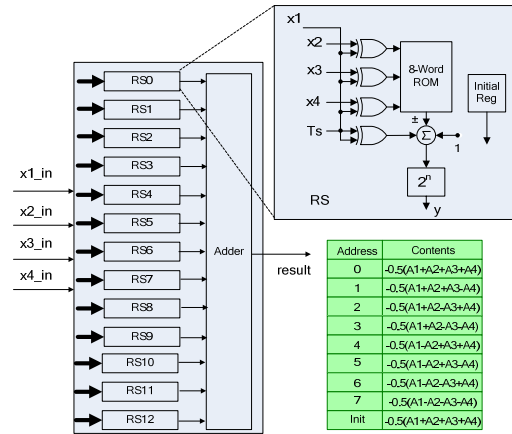 x1
x2
x3
x4
Ts
8-Word
ROM
Initial
Reg
±
Σ
1
2ⁿ
RS
y
RS0
RS1
RS2
RS3
RS4
RS5
RS6
RS7
RS8
RS9
RS10
RS11
RS12
x1_in
x2_in
x3_in
x4_in
Adder
result
Address Contents
0 -0.5(A1+A2+A3+A4)
1 -0.5(A1+A2+A3-A4)
2 -0.5(A1+A2-A3+A4)
3 -0.5(A1+A2-A3-A4)
4 -0.5(A1-A2+A3+A4)
5 -0.5(A1-A2+A3-A4)
6 -0.5(A1-A2-A3+A4)
7 -0.5(A1-A2-A3-A4)
Init -0.5(A1+A2+A3+A4)